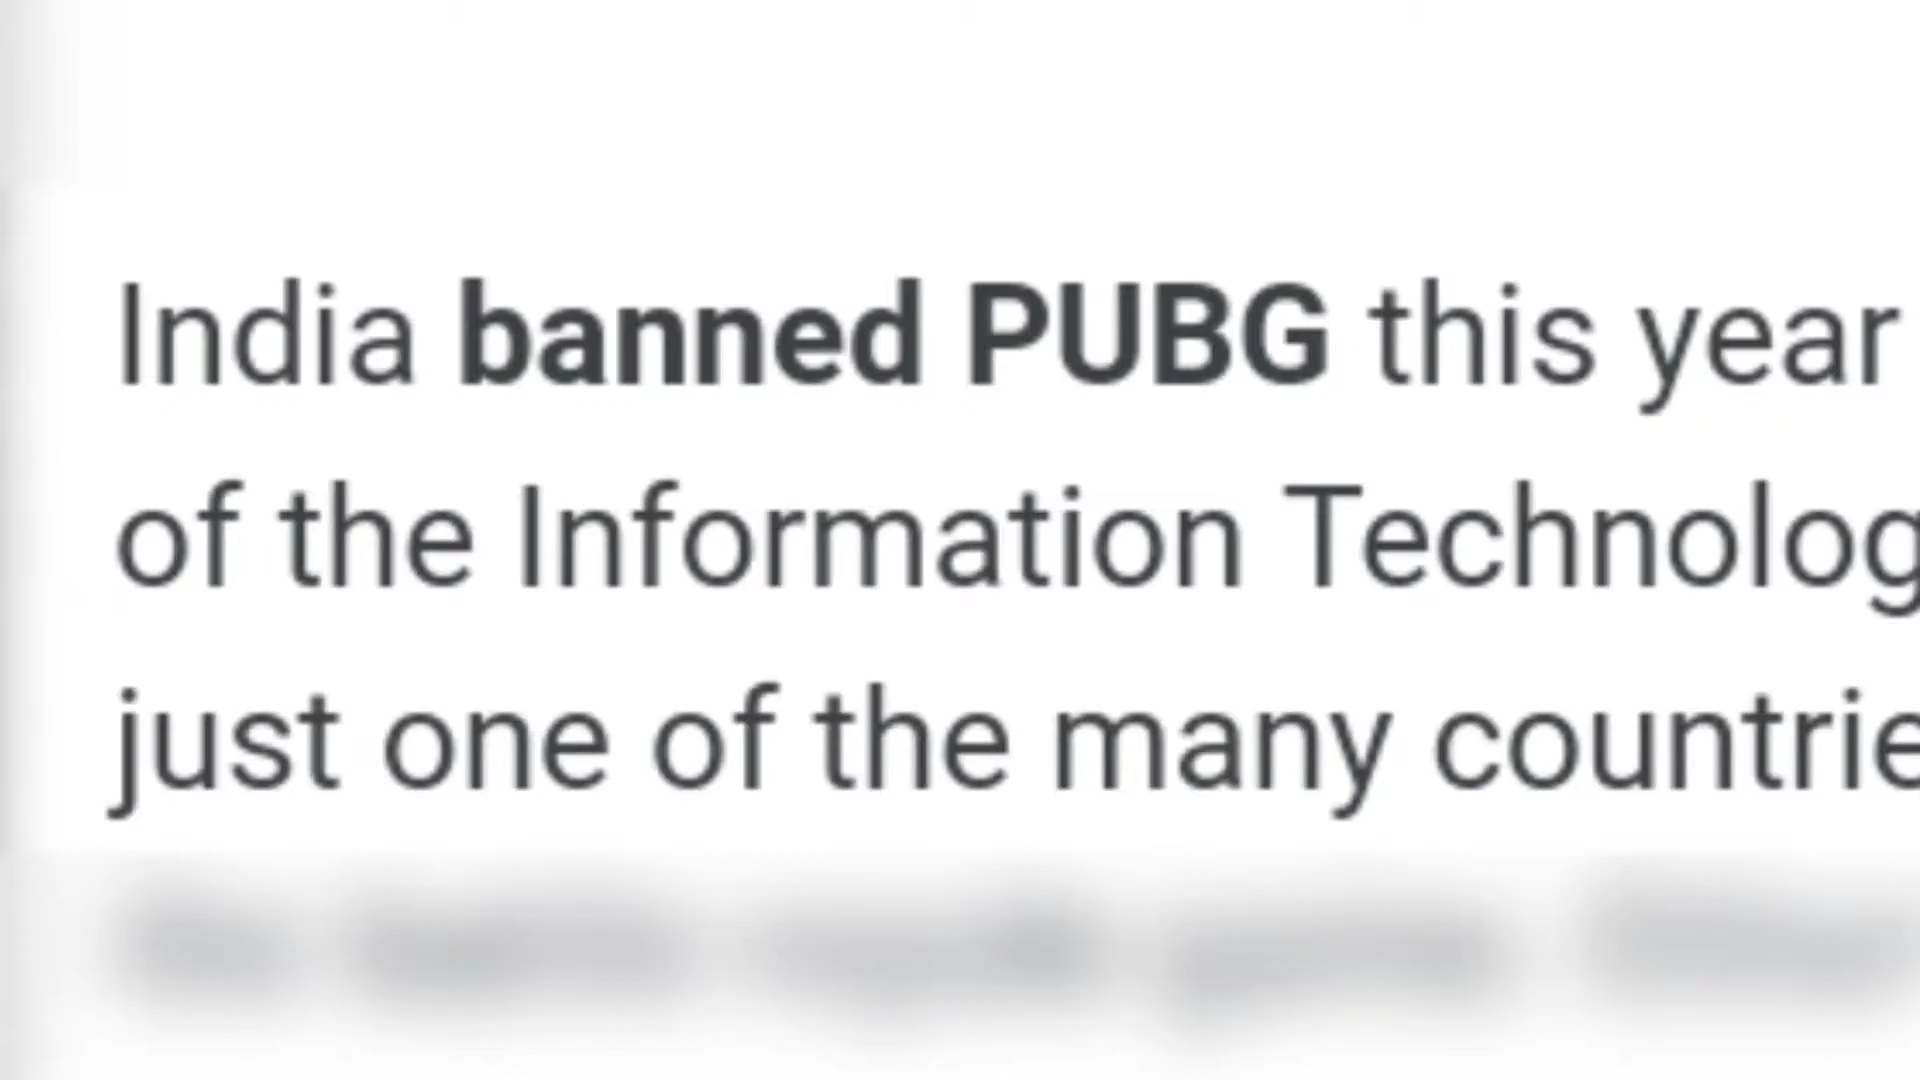 India banned PUBG this year
of the Information Technolog
just one of the many countrie